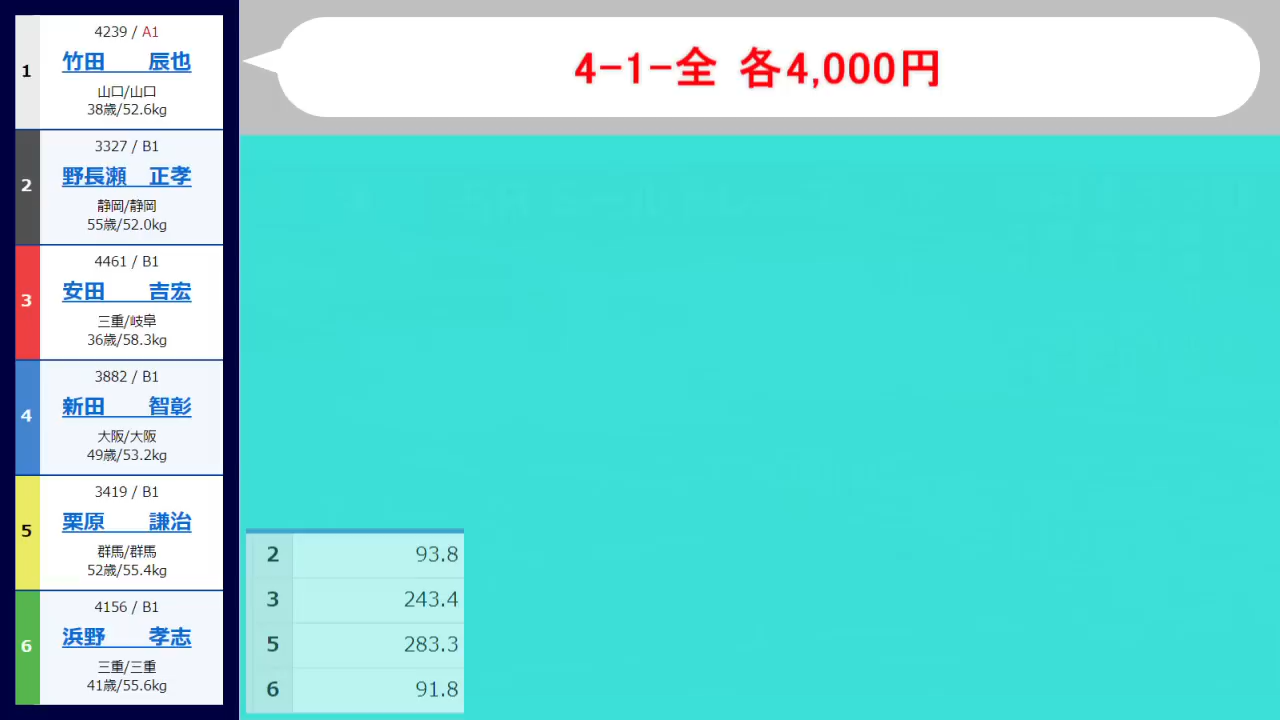 4-1-全 各4,000円
1
4239 / A1
竹田 辰也
山口/山口
38歳/52.6kg
2
3327 / B1
野長瀬 正孝
静岡/静岡
55歳/52.0kg
3
4461 / B1
安田 吉宏
三重/岐阜
36歳/58.3kg
4
3882 / B1
新田 智彰
大阪/大阪
49歳/53.2kg
5
3419 / B1
栗原 謙治
群馬/群馬
52歳/55.4kg
6
4156 / B1
浜野 孝志
三重/三重
41歳/55.6kg
2 93.8
3 243.4
5 283.3
6 91.8